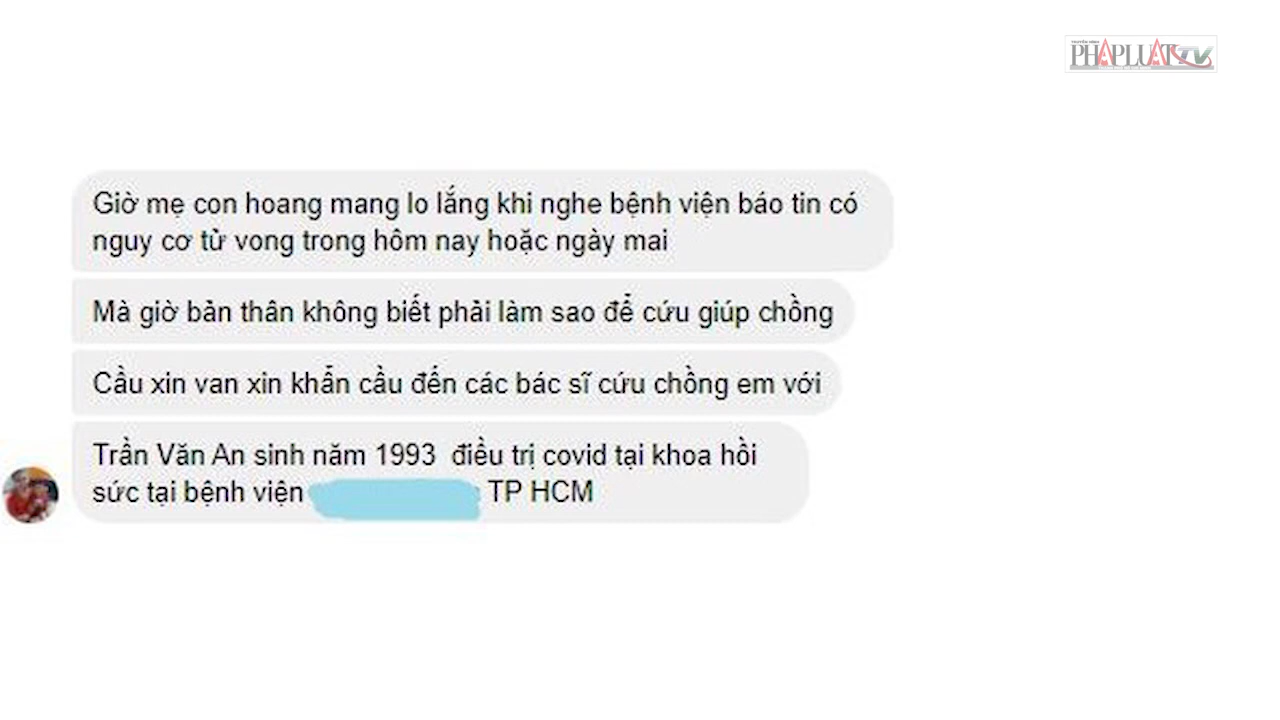 PHAPLUAT TV
Giờ mẹ con hoang mang lo lắng khi nghe bệnh viện báo tin có
nguy cơ tử vong trong hôm nay hoặc ngày mai
Mà giờ bản thân không biết phải làm sao để cứu giúp chồng
Cầu xin van xin khẩn cầu đến các bác sĩ cứu chồng em với
Trần Văn An sinh năm 1993 điều trị covid tại khoa hồi
sức tại bệnh viện TP HCM